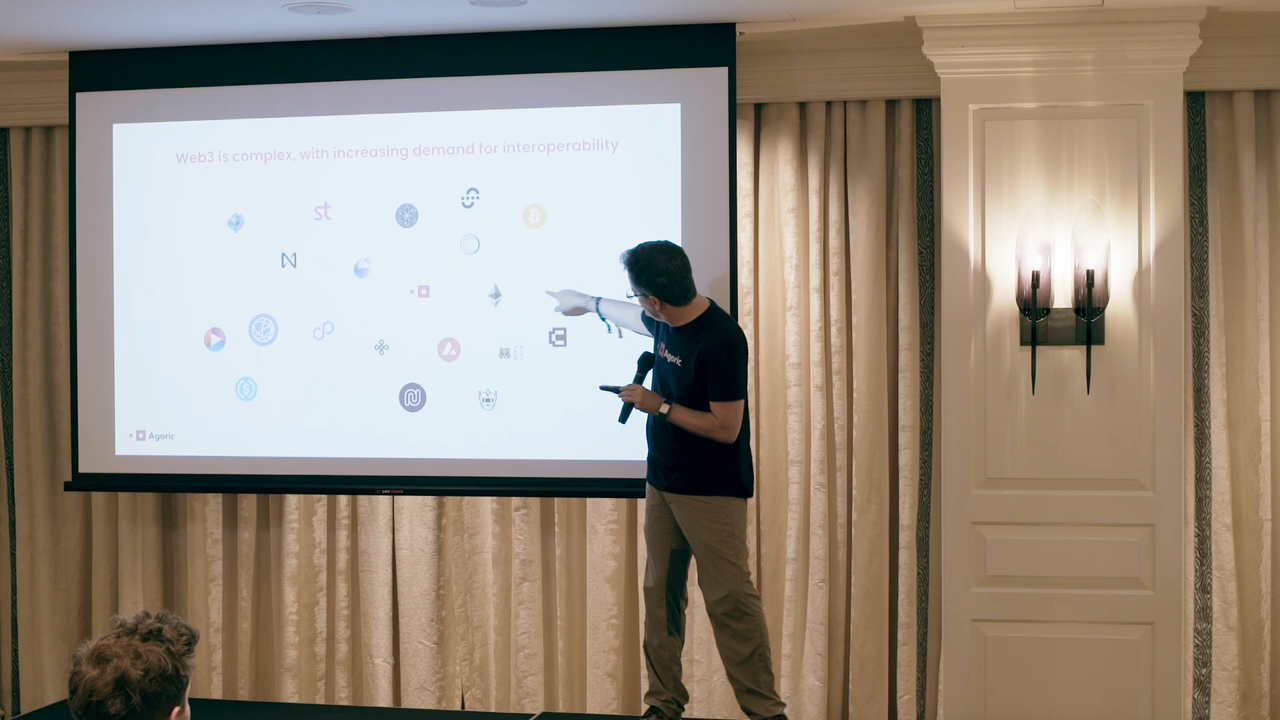 Web3 is complex, with increasing demand for interoperability
st
Agoric
Agoric